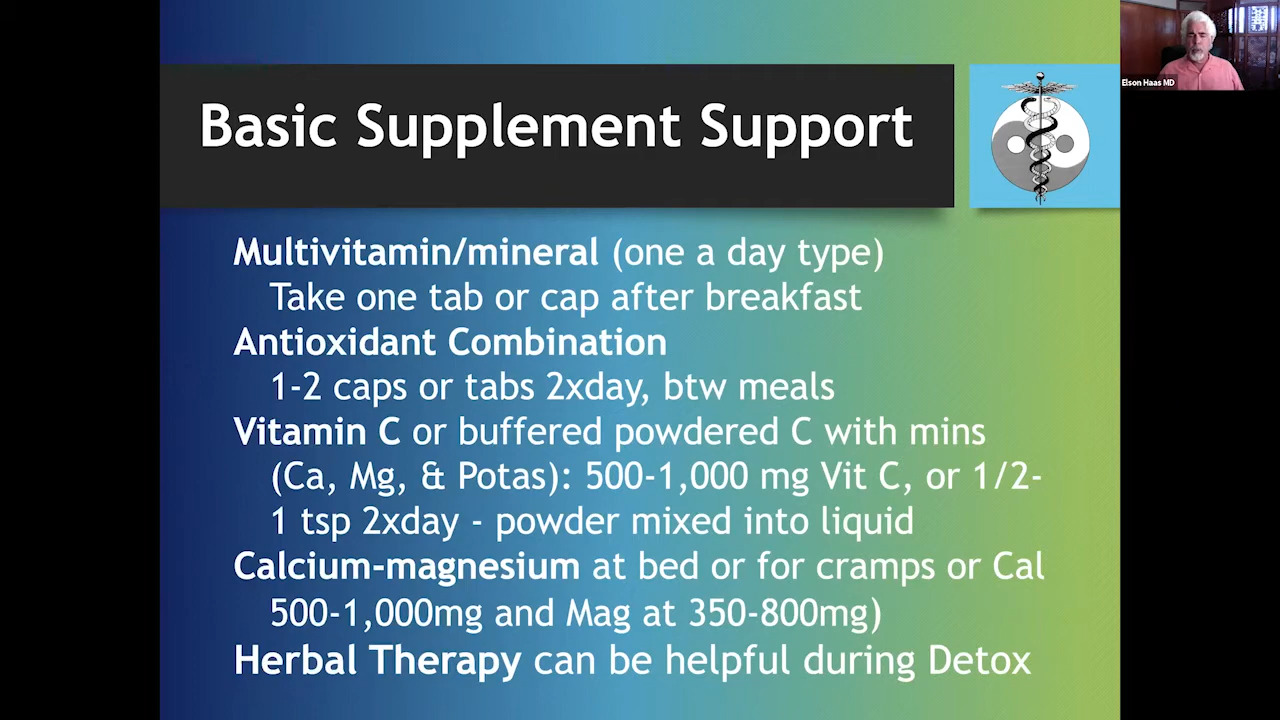 Basic Supplement Support
Elson Haas MD
Multivitamin/mineral (one a day type)
Take one tab or cap after breakfast
Antioxidant Combination
1-2 caps or tabs 2xday, btw meals
Vitamin C or buffered powdered C with mins
(Ca, Mg, & Potas): 500-1,000 mg Vit C, or 1/2-
1 tsp 2xday - powder mixed into liquid
Calcium-magnesium at bed or for cramps or Cal
500-1,000mg and Mag at 350-800mg)
Herbal Therapy can be helpful during Detox